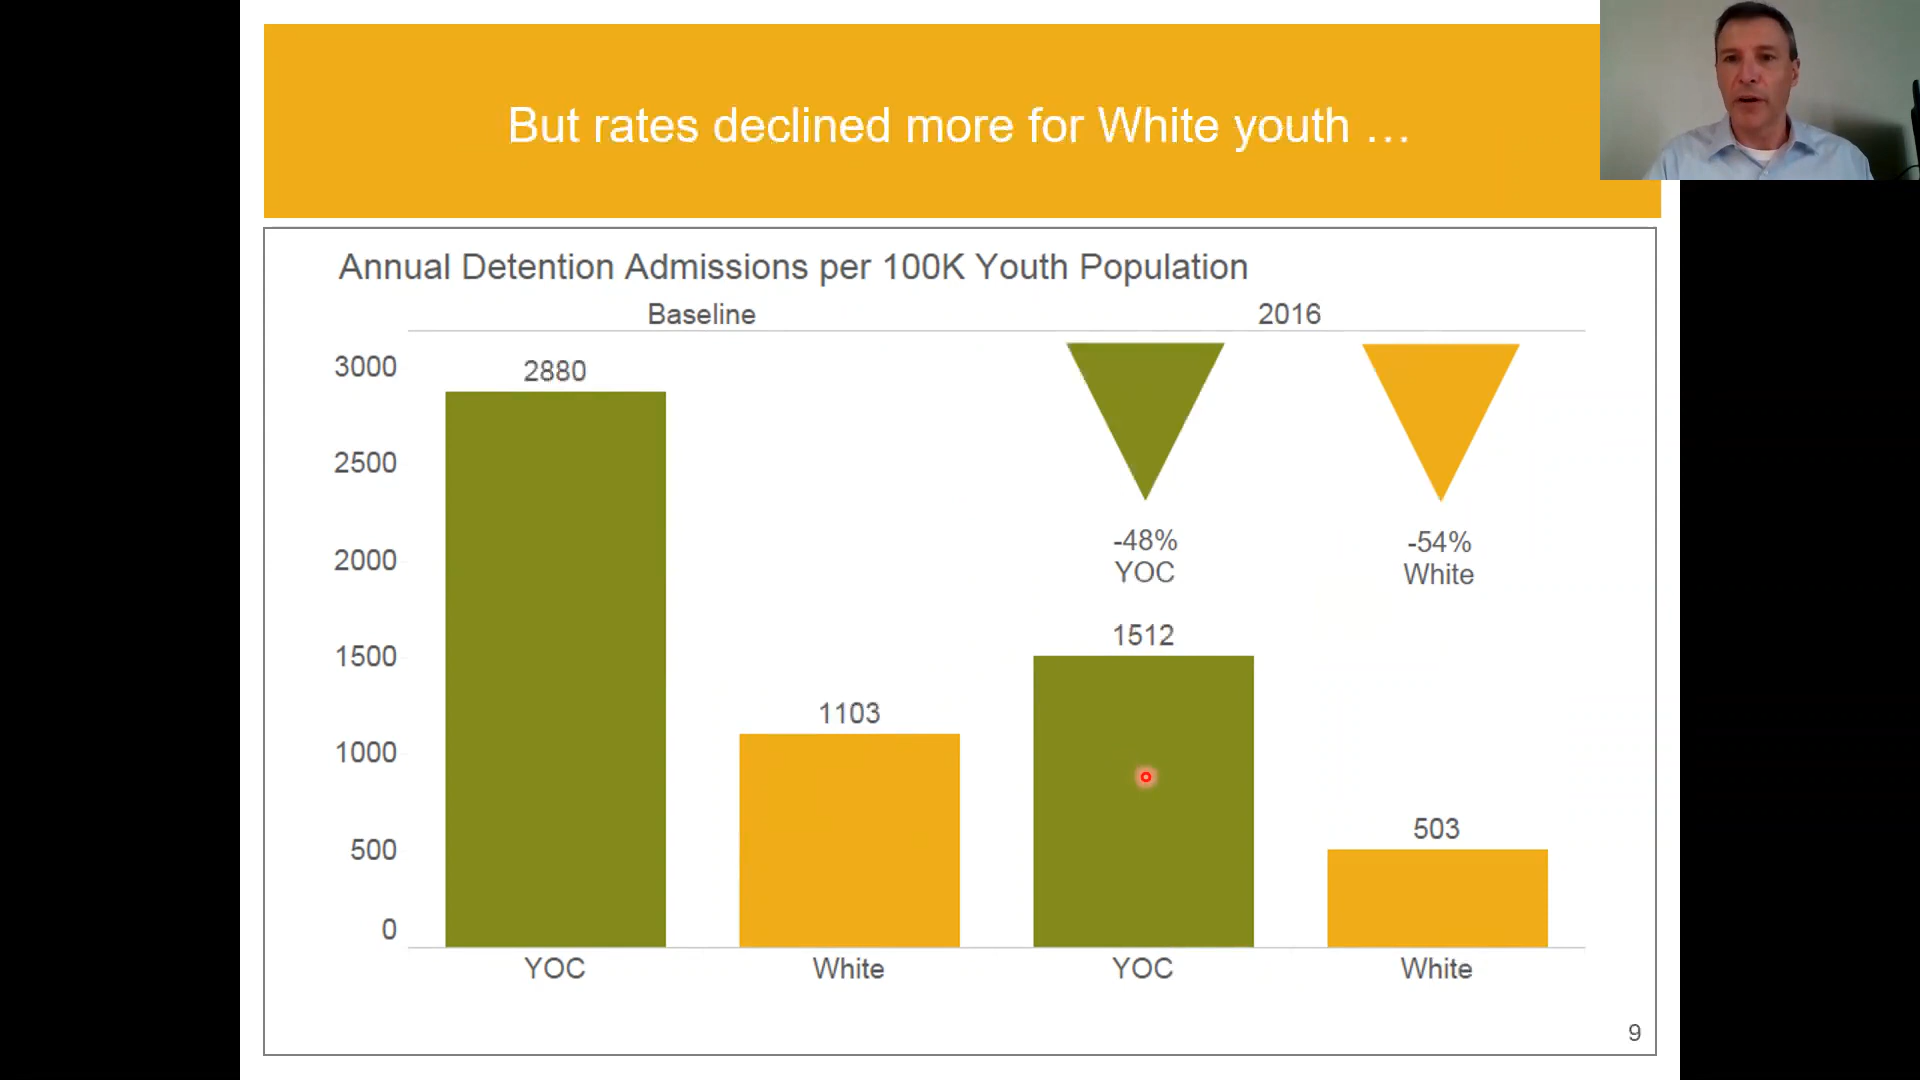 But rates declined more for White youth …
Annual Detention Admissions per 100K Youth Population
Baseline
2016
3000
2880
2500
2000
-48%
YOC
-54%
White
1512
1500
1103
1000
503
500
0
YOC
White
YOC
White
9